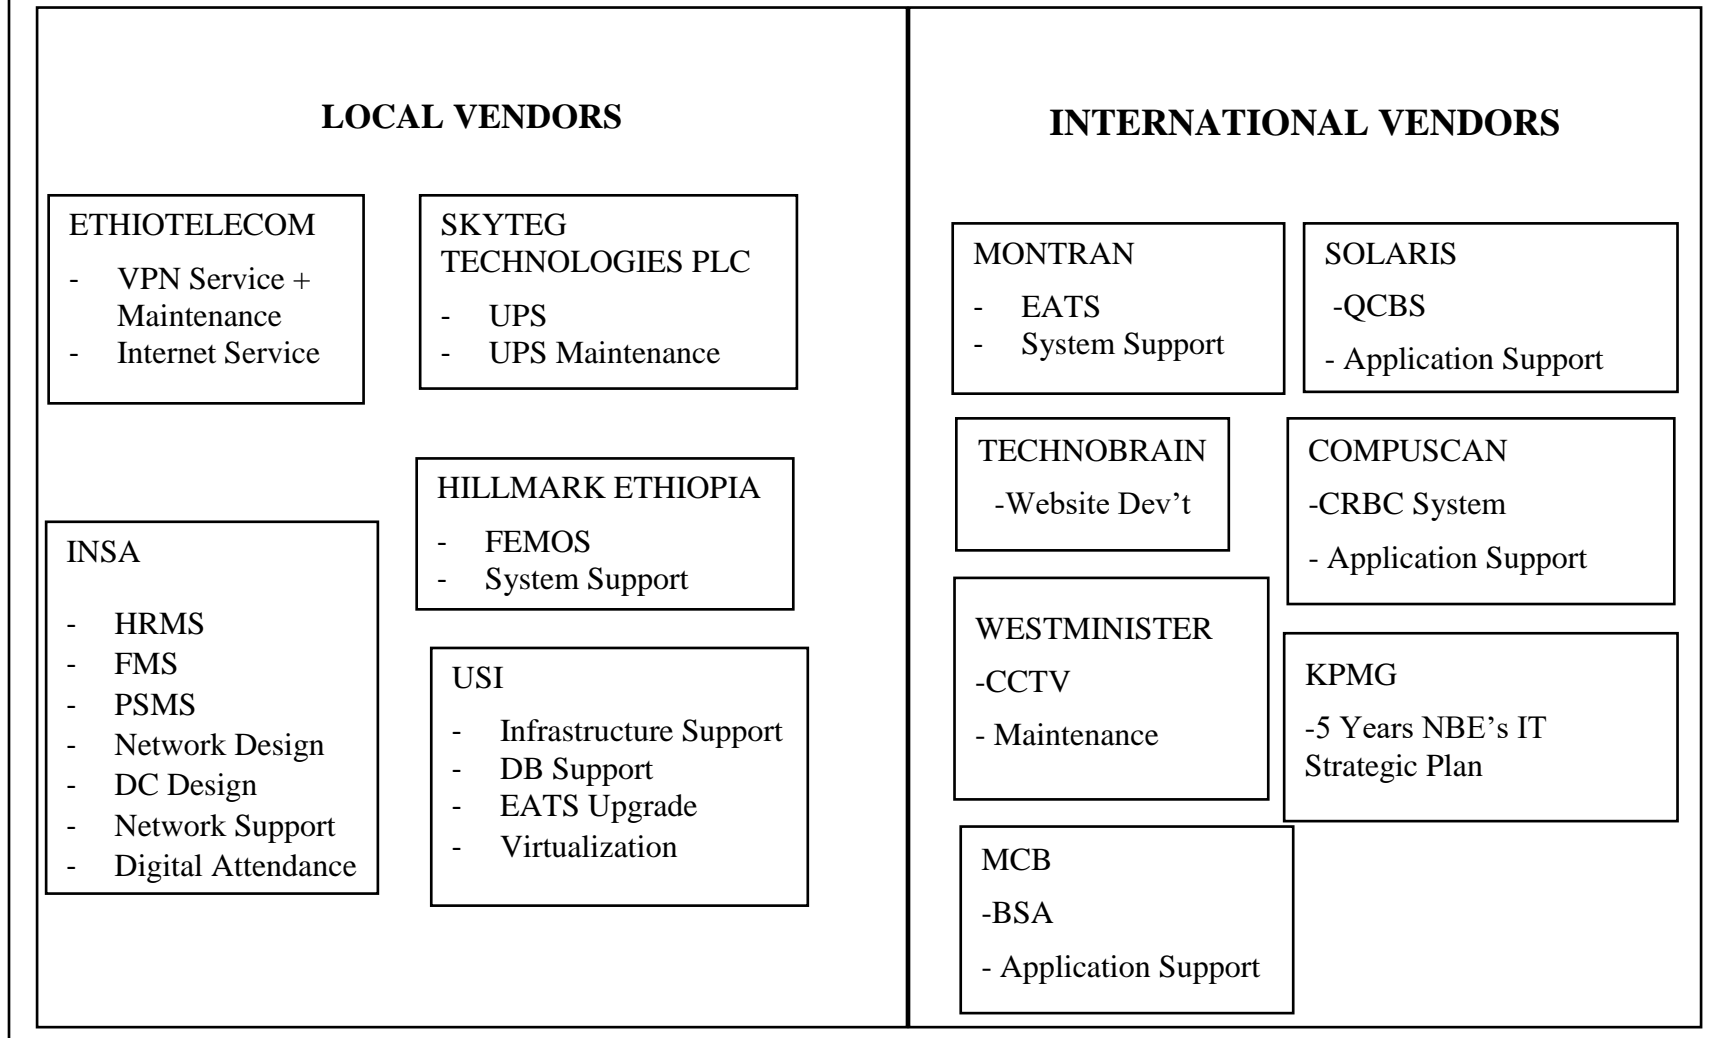 LOCAL VENDORS
ETHIOTELECOM
- VPN Service +
Maintenance
- Internet Service
SKYTEG
TECHNOLOGIES PLC
- UPS
- UPS Maintenance
HILLMARK ETHIOPIA
- FEMOS
- System Support
INSA
- HRMS
- FMS
- PSMS
- Network Design
- DC Design
- Network Support
- Digital Attendance
USI
- Infrastructure Support
- DB Support
- EATS Upgrade
- Virtualization
INTERNATIONAL VENDORS
MONTRAN
- EATS
- System Support
SOLARIS
-QCBS
- Application Support
TECHNOBRAIN
-Website Dev’t
COMPUSCAN
-CRBC System
- Application Support
WESTMINISTER
-CCTV
- Maintenance
KPMG
-5 Years NBE’s IT
Strategic Plan
MCB
-BSA
- Application Support